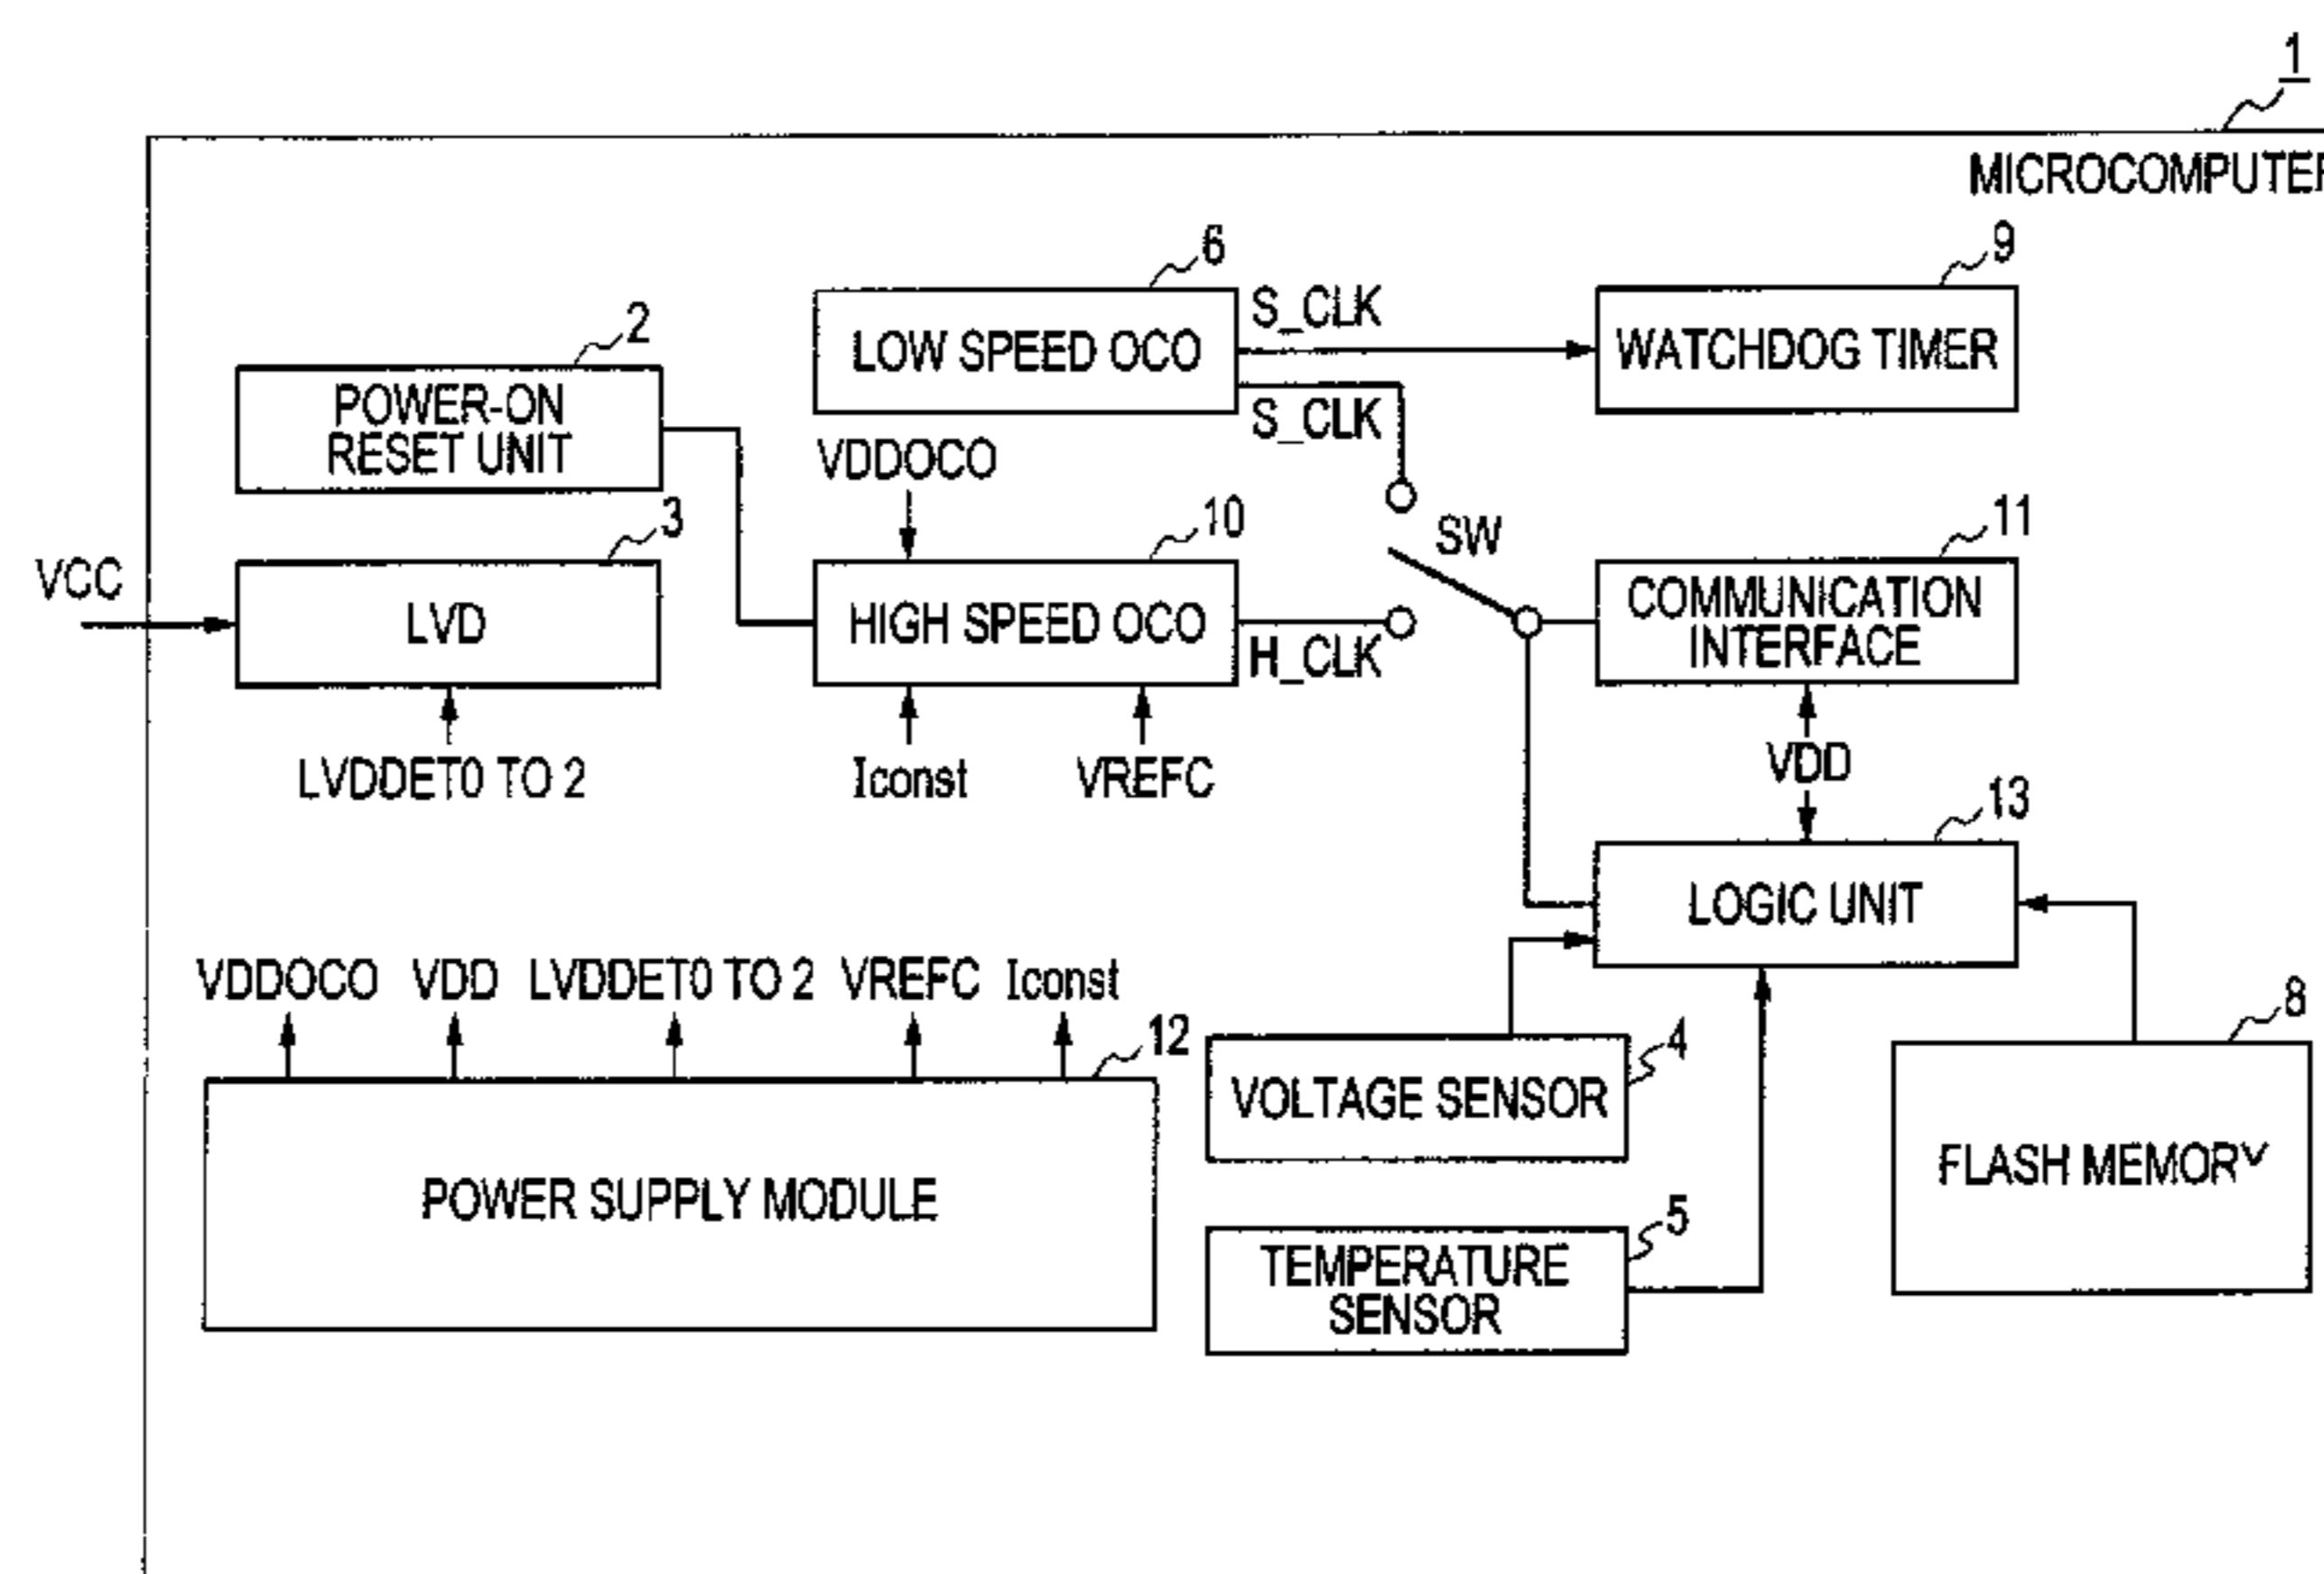 1
MICROCOMPUTER
6
9
S_CLK
LOW SPEED OCO
WATCHDOG TIMER
2
POWER-ON
RESET UNIT
S_CLK
VDDOCO
3
10
SW
11
VCC
LVD
HIGH SPEED OCO
H_CLK
COMMUNICATION
INTERFACE
LVDDET0 TO 2
Iconst
VREFC
VDD
13
LOGIC UNIT
VDDOCO
VDD
LVDDET0 TO 2
VREFC
Iconst
12
4
8
POWER SUPPLY MODULE
VOLTAGE SENSOR
FLASH MEMORY
5
TEMPERATURE
SENSOR